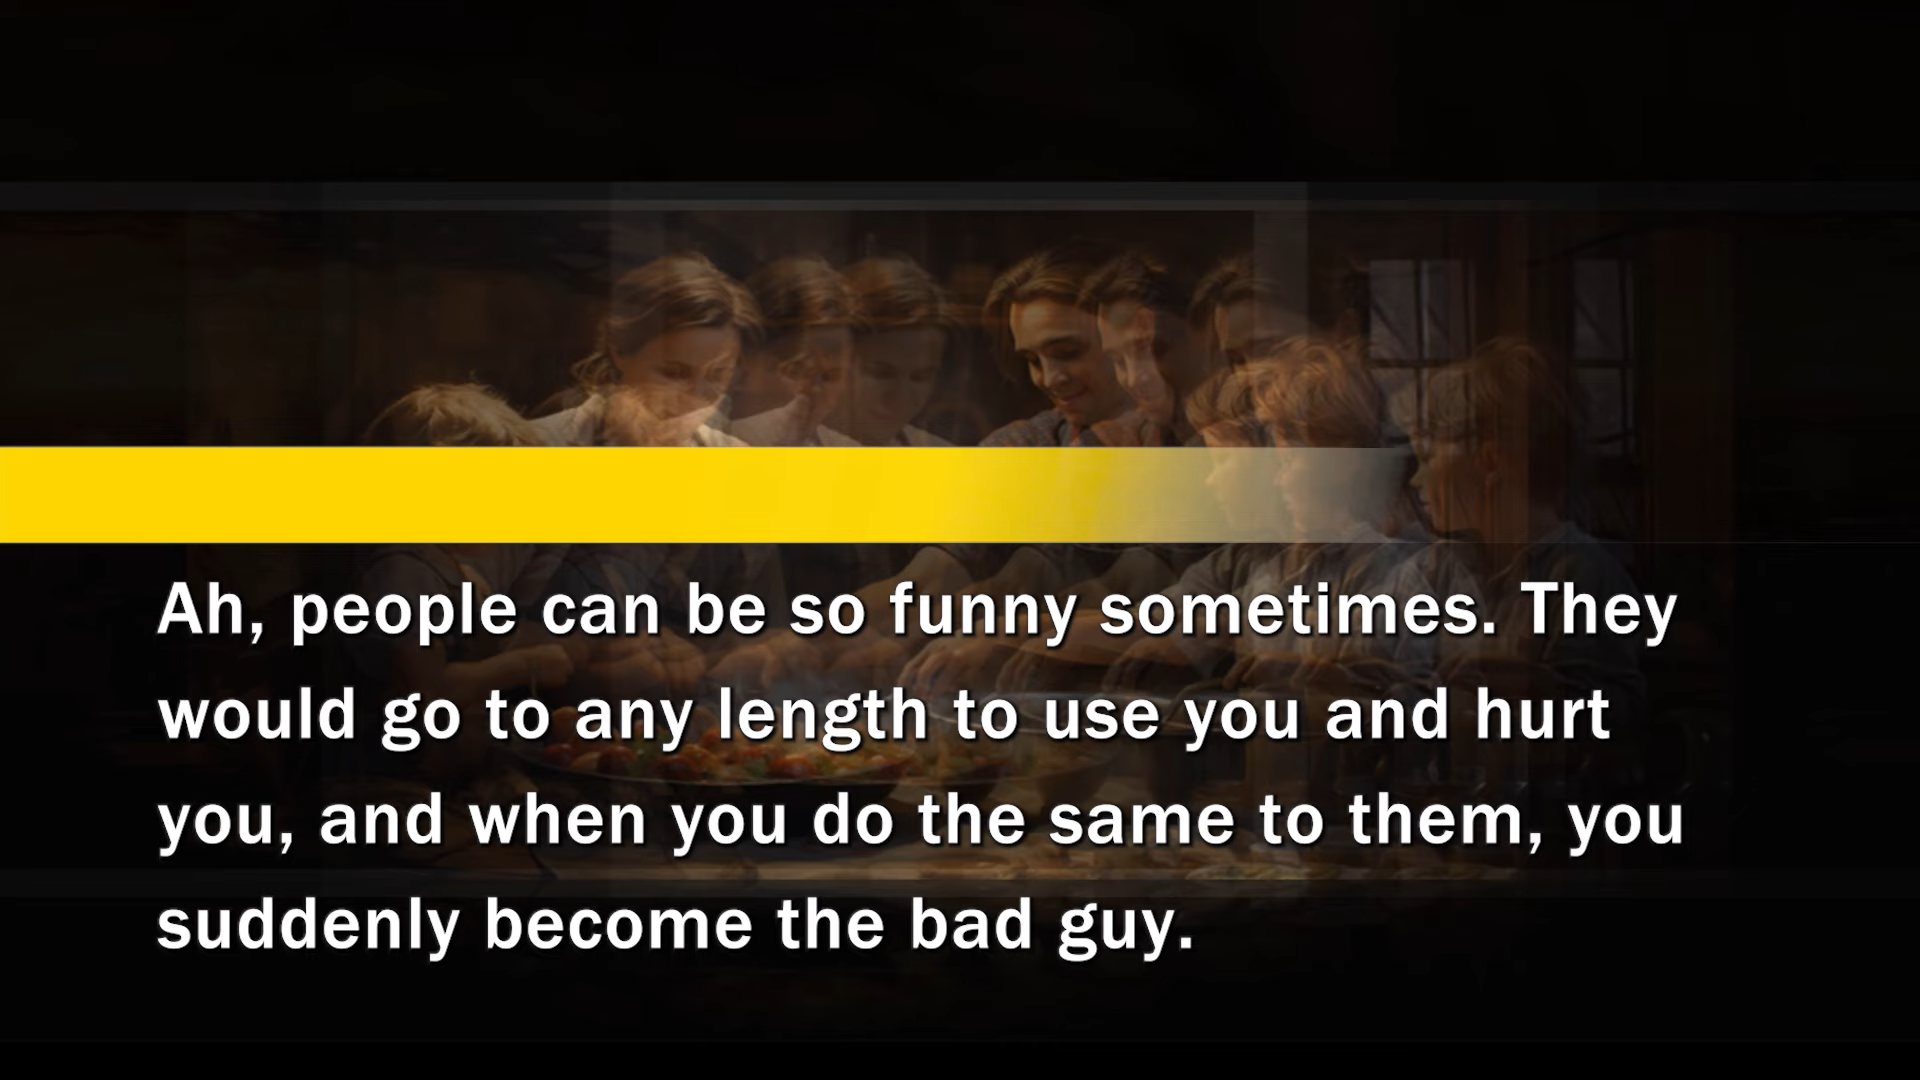 Ah, people can be so funny sometimes. They
would go to any length to use you and hurt
you, and when you do the same to them, you
suddenly become the bad guy.